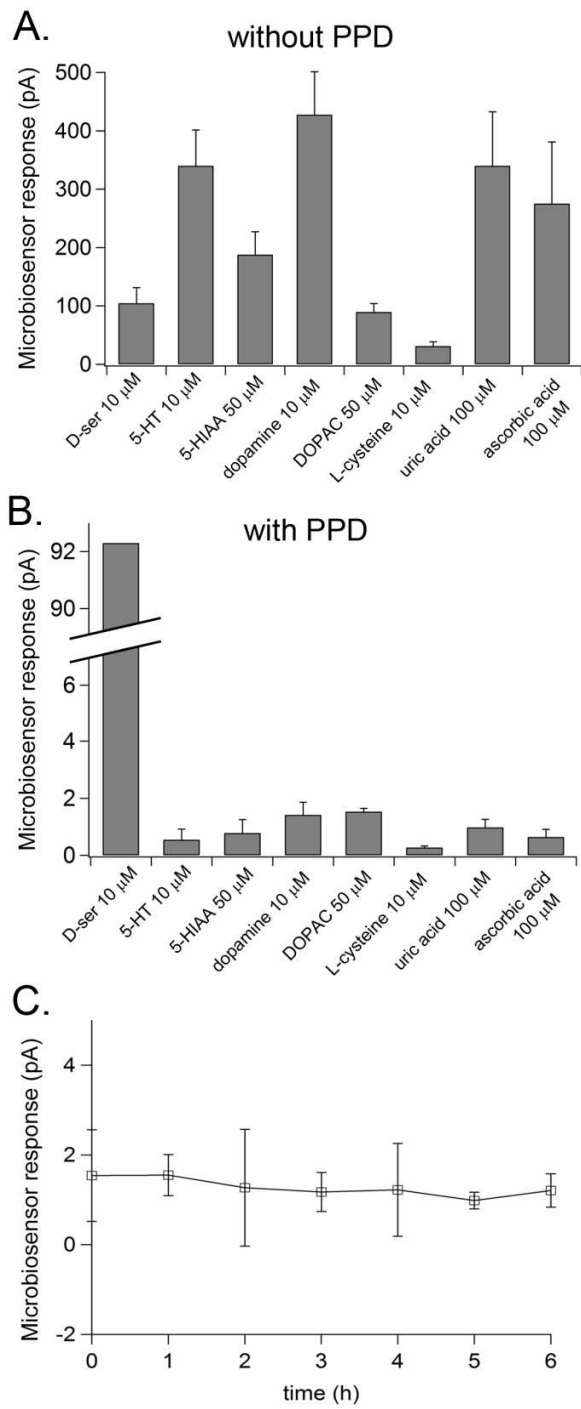 A.
without PPD
Microbiosensor response (pA)
500
400
300
200
100
0
D-ser 10 μM
5-HT 10 μM
5-HIAA 50 μM
dopamine 10 μM
DOPAC 50 μM
L-cysteine 10 μM
uric acid 100 μM
ascorbic acid
100 μM
B.
with PPD
Microbiosensor response (pA)
92
90
6
4
2
0
D-ser 10 μM
5-HT 10 μM
5-HIAA 50 μM
dopamine 10 μM
DOPAC 50 μM
L-cysteine 10 μM
uric acid 100 μM
ascorbic acid
100 μM
C.
Microbiosensor response (pA)
4
2
0
-2
0 1 2 3 4 5 6
time (h)